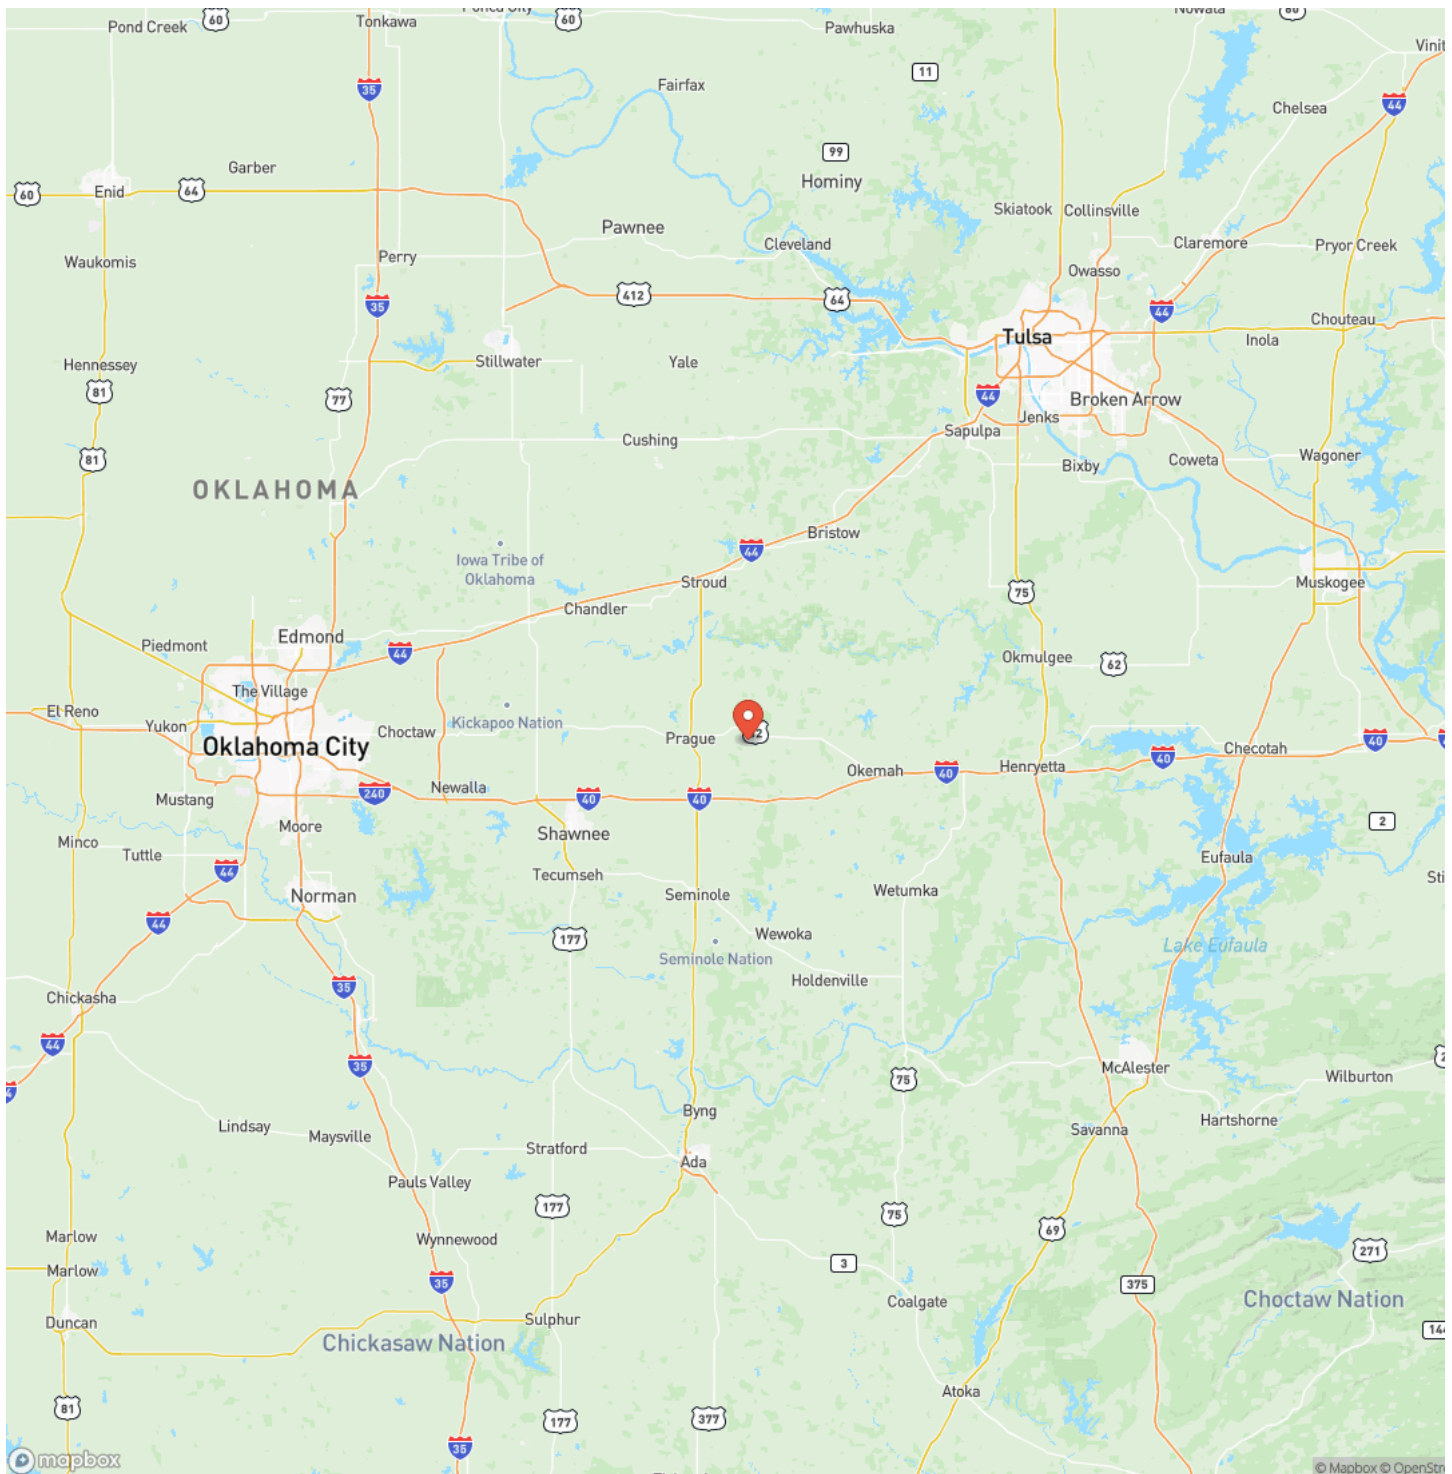 Pond Creek
60
Tonkawa
Ponca City
60
Pawhuska
Nowata
60
35
Fairfax
11
Chelsea
44
99
Hominy
Garber
60
Enid
64
Skiatook
Collinsville
Pawnee
Cleveland
Claremore
Pryor Creek
Waukomis
Perry
Owasso
412
64
35
44
Chouteau
Tulsa
Inola
Hennessey
Stillwater
Yale
81
77
44
Broken Arrow
Jenks
Cushing
Sapulpa
81
Bixby
Coweta
Wagoner
OKLAHOMA
Bristow
44
Iowa Tribe of
Oklahoma
Stroud
Muskogee
75
Chandler
Edmond
Piedmont
44
Okmulgee
62
The Village
El Reno
Yukon
Kickapoo Nation
Choctaw
Prague
Oklahoma City
40
Checotah
40
Okemah
40
Henryetta
Newalla
240
40
40
Mustang
Moore
Shawnee
2
Minco
Tuttle
44
Eufaula
Tecumseh
Norman
Seminole
Wetumka
44
177
Wewoka
Lake Eufaula
Seminole Nation
Holdenville
35
Chickasha
44
35
McAlester
75
Wilburton
Byng
Lindsay
Maysville
Hartshorne
Savanna
Stratford
Ada
Pauls Valley
177
75
Marlow
Wynnewood
69
271
Marlow
3
35
375
Coalgate
Choctaw Nation
Duncan
Sulphur
Chickasaw Nation
Atoka
81
177
377
35
mapbox
© Mapbox © OpenStre